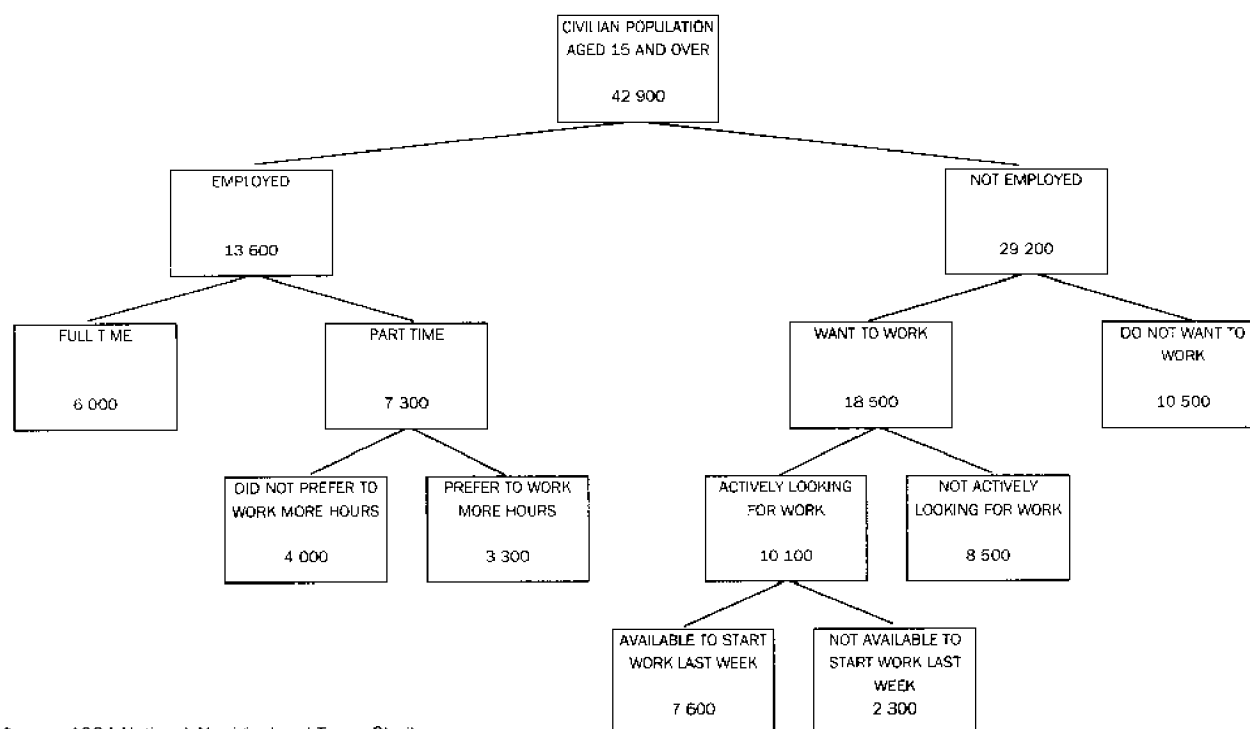 CIVILIAN POPULATION
AGED 15 AND OVER
42 900
EMPLOYED
13 600
NOT EMPLOYED
29 200
FULL TIME
6 000
PART TIME
7 300
WANT TO WORK
18 500
DO NOT WANT TO
WORK
10 500
DID NOT PREFER TO
WORK MORE HOURS
4 000
PREFER TO WORK
MORE HOURS
3 300
ACTIVELY LOOKING
FOR WORK
10 100
NOT ACTIVELY
LOOKING FOR WORK
8 500
AVAILABLE TO START
WORK LAST WEEK
7 600
NOT AVAILABLE TO
START WORK LAST
WEEK
2 300